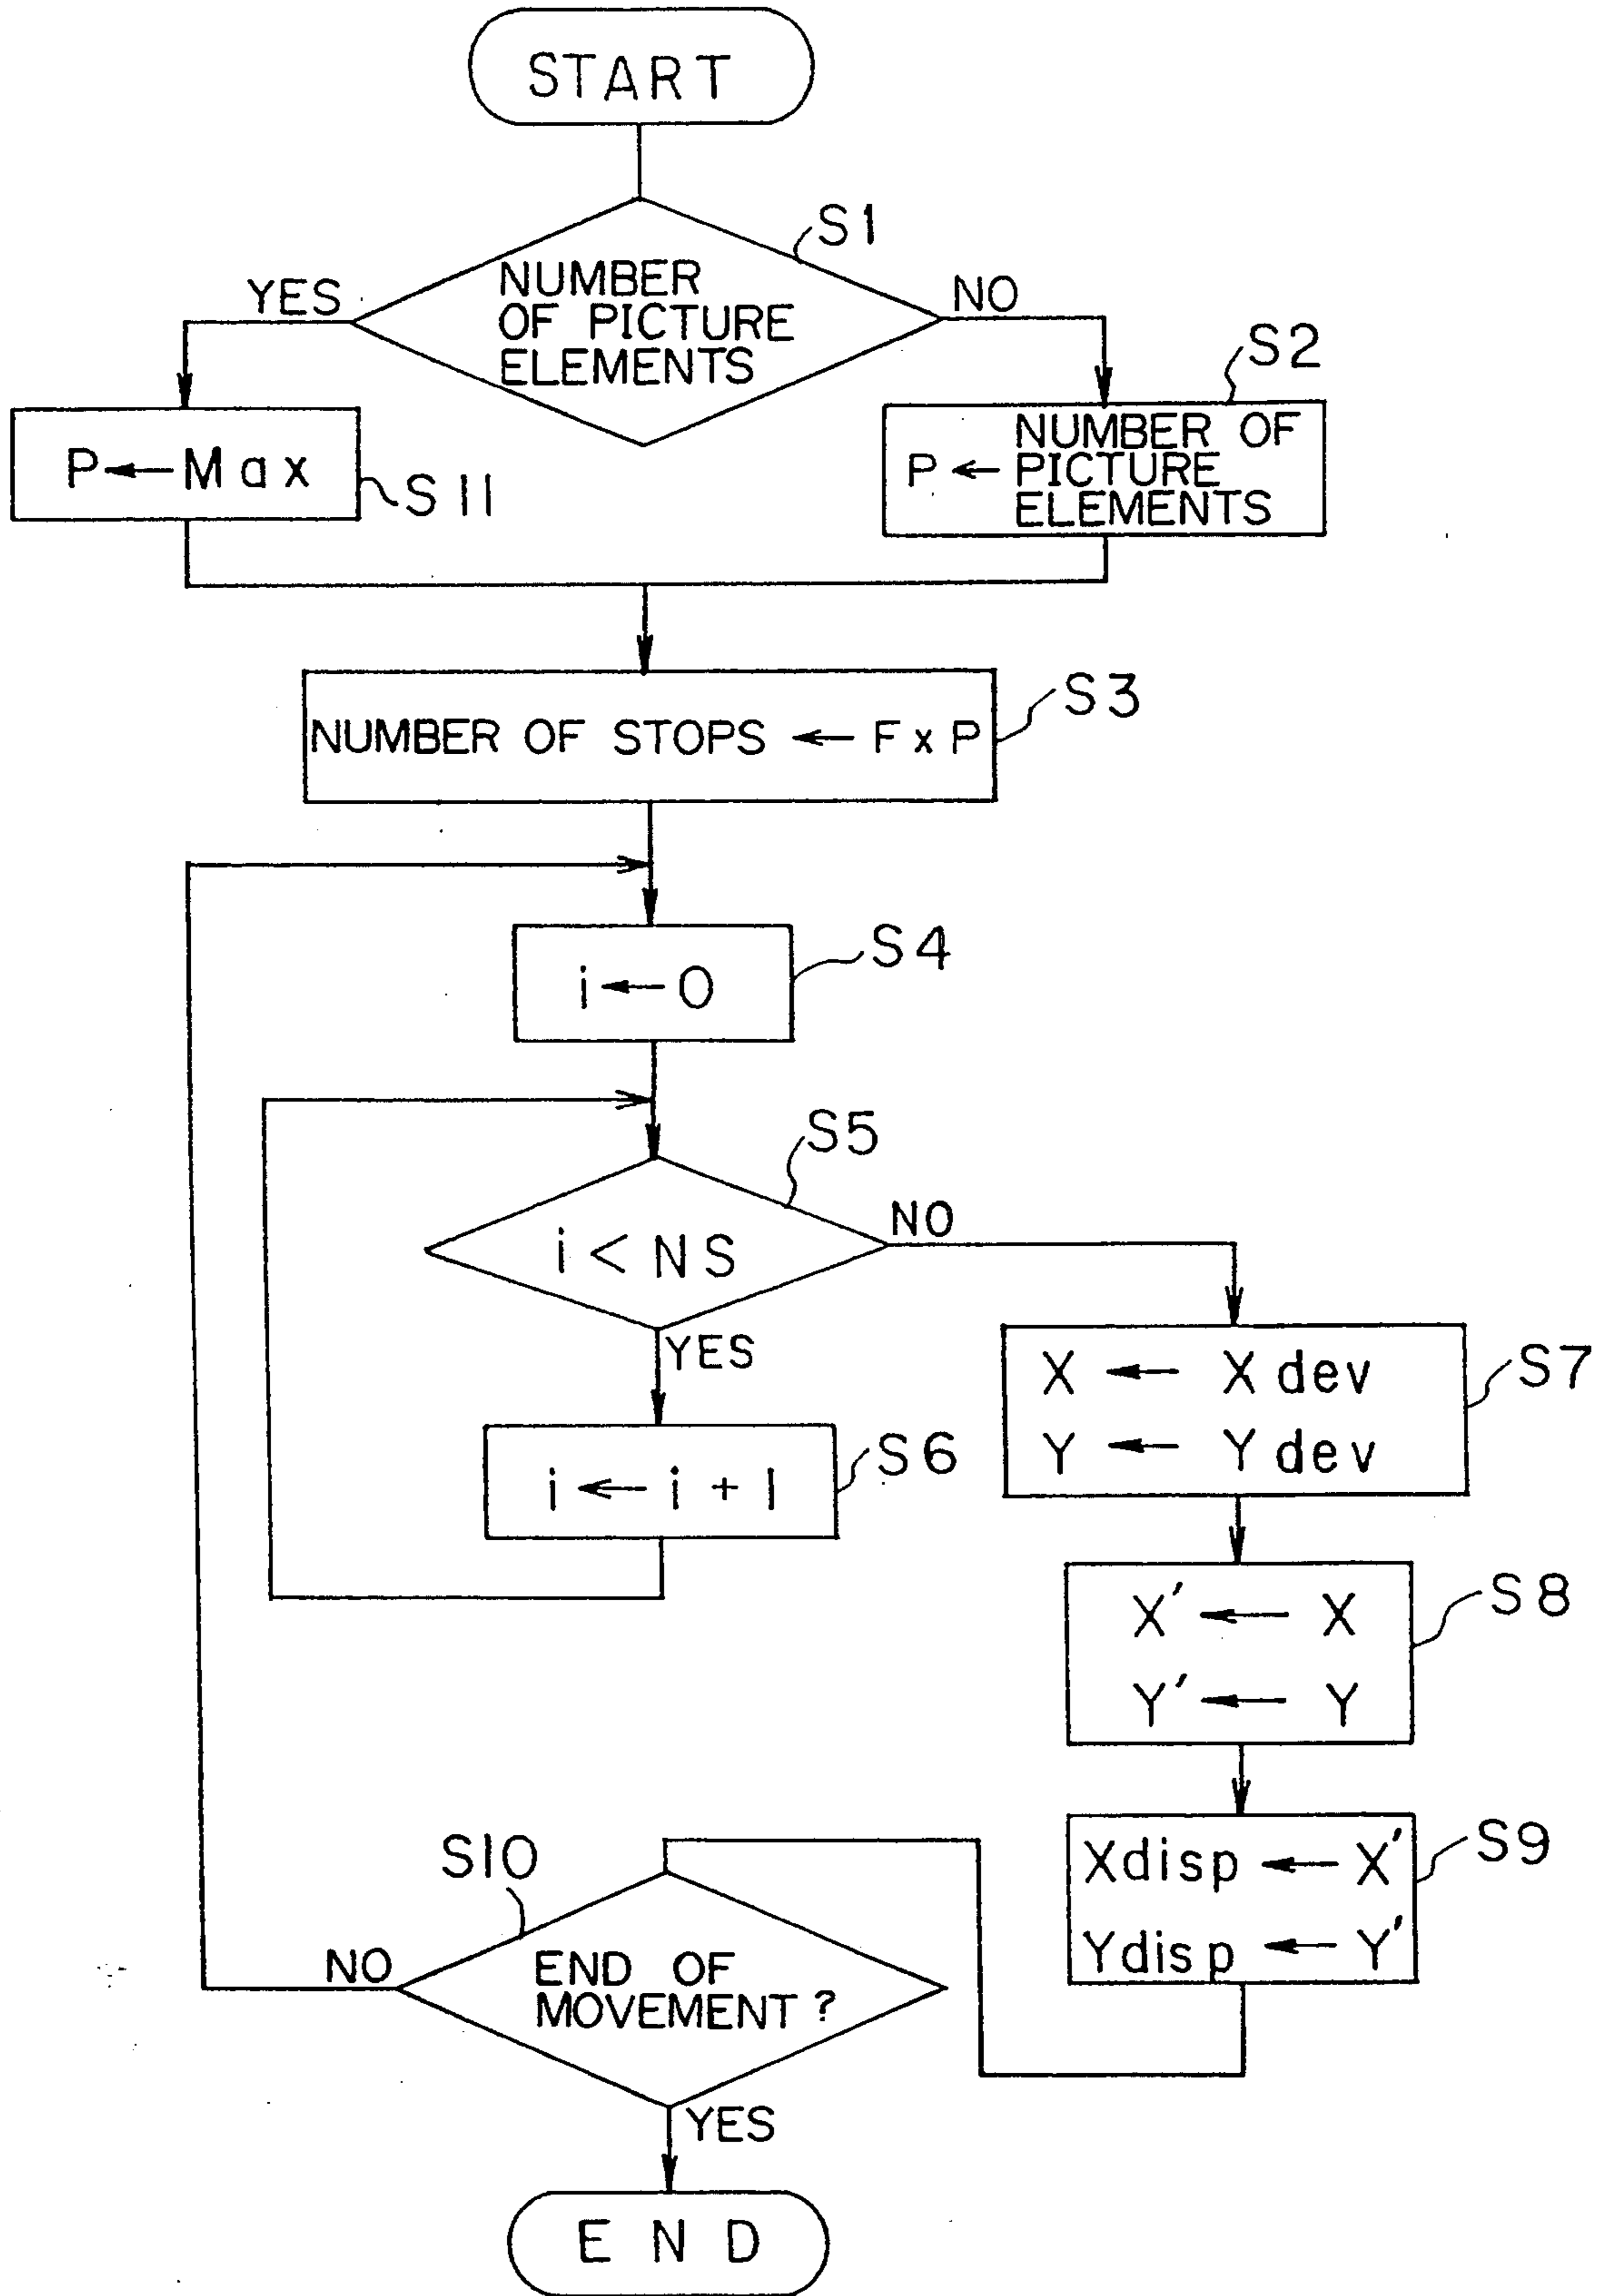 START
S1
NUMBER
OF PICTURE
ELEMENTS
YES
NO
S2
P ← Max
S11
P ← NUMBER OF
PICTURE
ELEMENTS
NUMBER OF STOPS ← F x P
S3
i ← 0
S4
S5
i < NS
NO
YES
i ← i + 1
S6
X ← X dev
Y ← Y dev
S7
X' ← X
Y' ← Y
S8
Xdisp ← X'
Ydisp ← Y'
S9
S10
END OF
MOVEMENT?
NO
YES
END